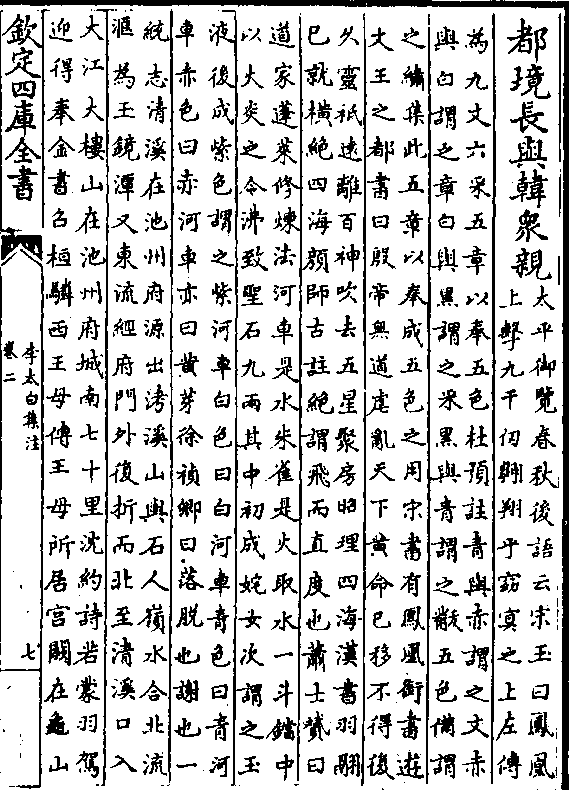 都境長與韓衆親
太平御覽春秋後語云宋玉曰鳳凰
上擊九千仞翱翔乎窈㝠之上左傳
為九文六采五章以奉五色杜預註青與赤謂之文赤
與白謂之章白與黑謂之采黑與青謂之黻五色備謂
之繡集此五章以奉成五色之用宋書有鳳凰銜書遊
文王之都書曰殷帝無道虐亂天下黄命已移不得復
乆靈祇逺離百神吹去五星聚房昭理四海漢書羽翮
已就橫絶四海顔師古註絶謂飛而直度也蕭士贇曰
道家蓬萊修煉法河車是水朱雀是火取水一斗鐺中
以火炎之令沸致聖石九兩其中初成姹女次謂之玉
液後成紫色謂之紫河車白色曰白河車青色曰青河
車赤色曰赤河車亦曰黄芽徐禎卿曰落脱也謝也一
統志清溪在池州府源出洘溪山與石人嶺水合北流
滙為玉鏡潭又東流經府門外復折而北至清溪口入
大江大樓山在池州府城南七十里沈約詩若蒙羽駕
迎得奉金書召桓驎西王母傳王母所居宫闕在龜山
欽定四庫全書
李太白集注
卷二
七